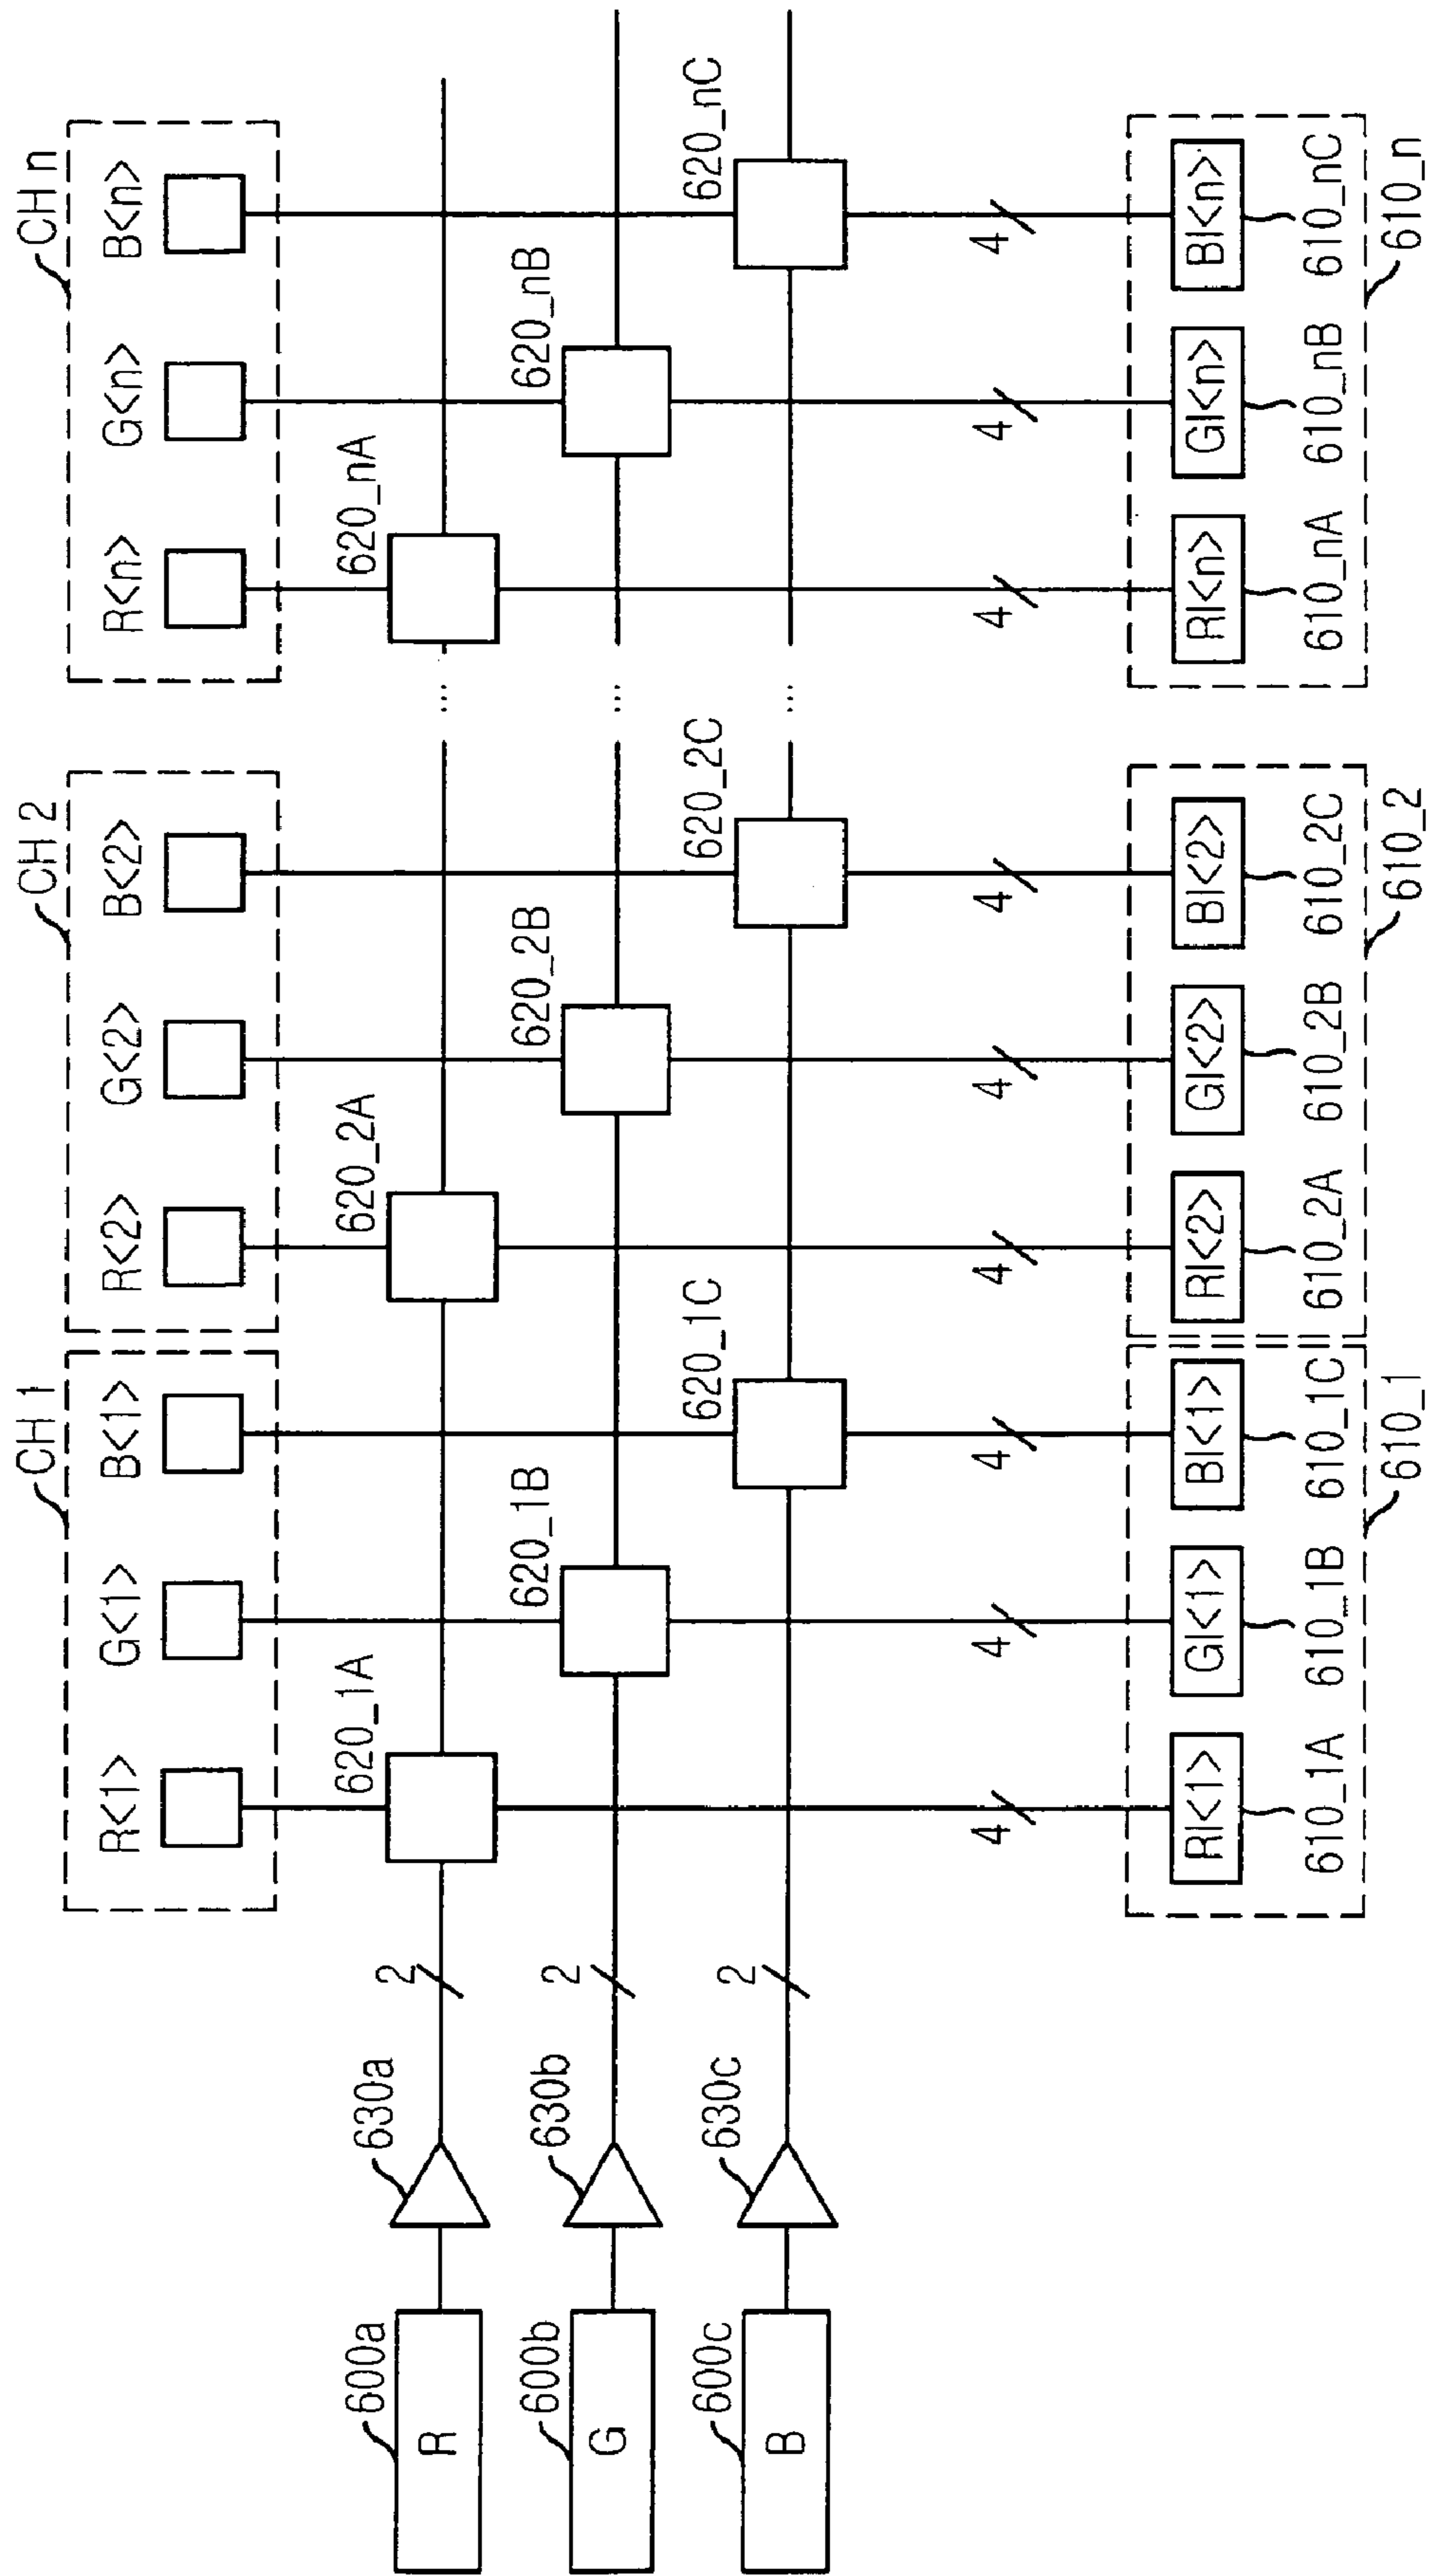 CH 1
CH 2
CH n
R<1>
G<1>
B<1>
R<2>
G<2>
B<2>
R<n>
G<n>
B<n>
620_1A
620_2A
620_nA
600a
630a
R
2
...
620_1B
620_2B
620_nB
600b
630b
G
2
...
620_1C
620_2C
620_nC
600c
630c
B
2
...
4
4
4
4
4
4
4
4
4
RI<1>
GI<1>
BI<1>
RI<2>
GI<2>
BI<2>
RI<n>
GI<n>
BI<n>
610_1A
610_1B
610_1C
610_2A
610_2B
610_2C
610_nA
610_nB
610_nC
610_1
610_2
610_n